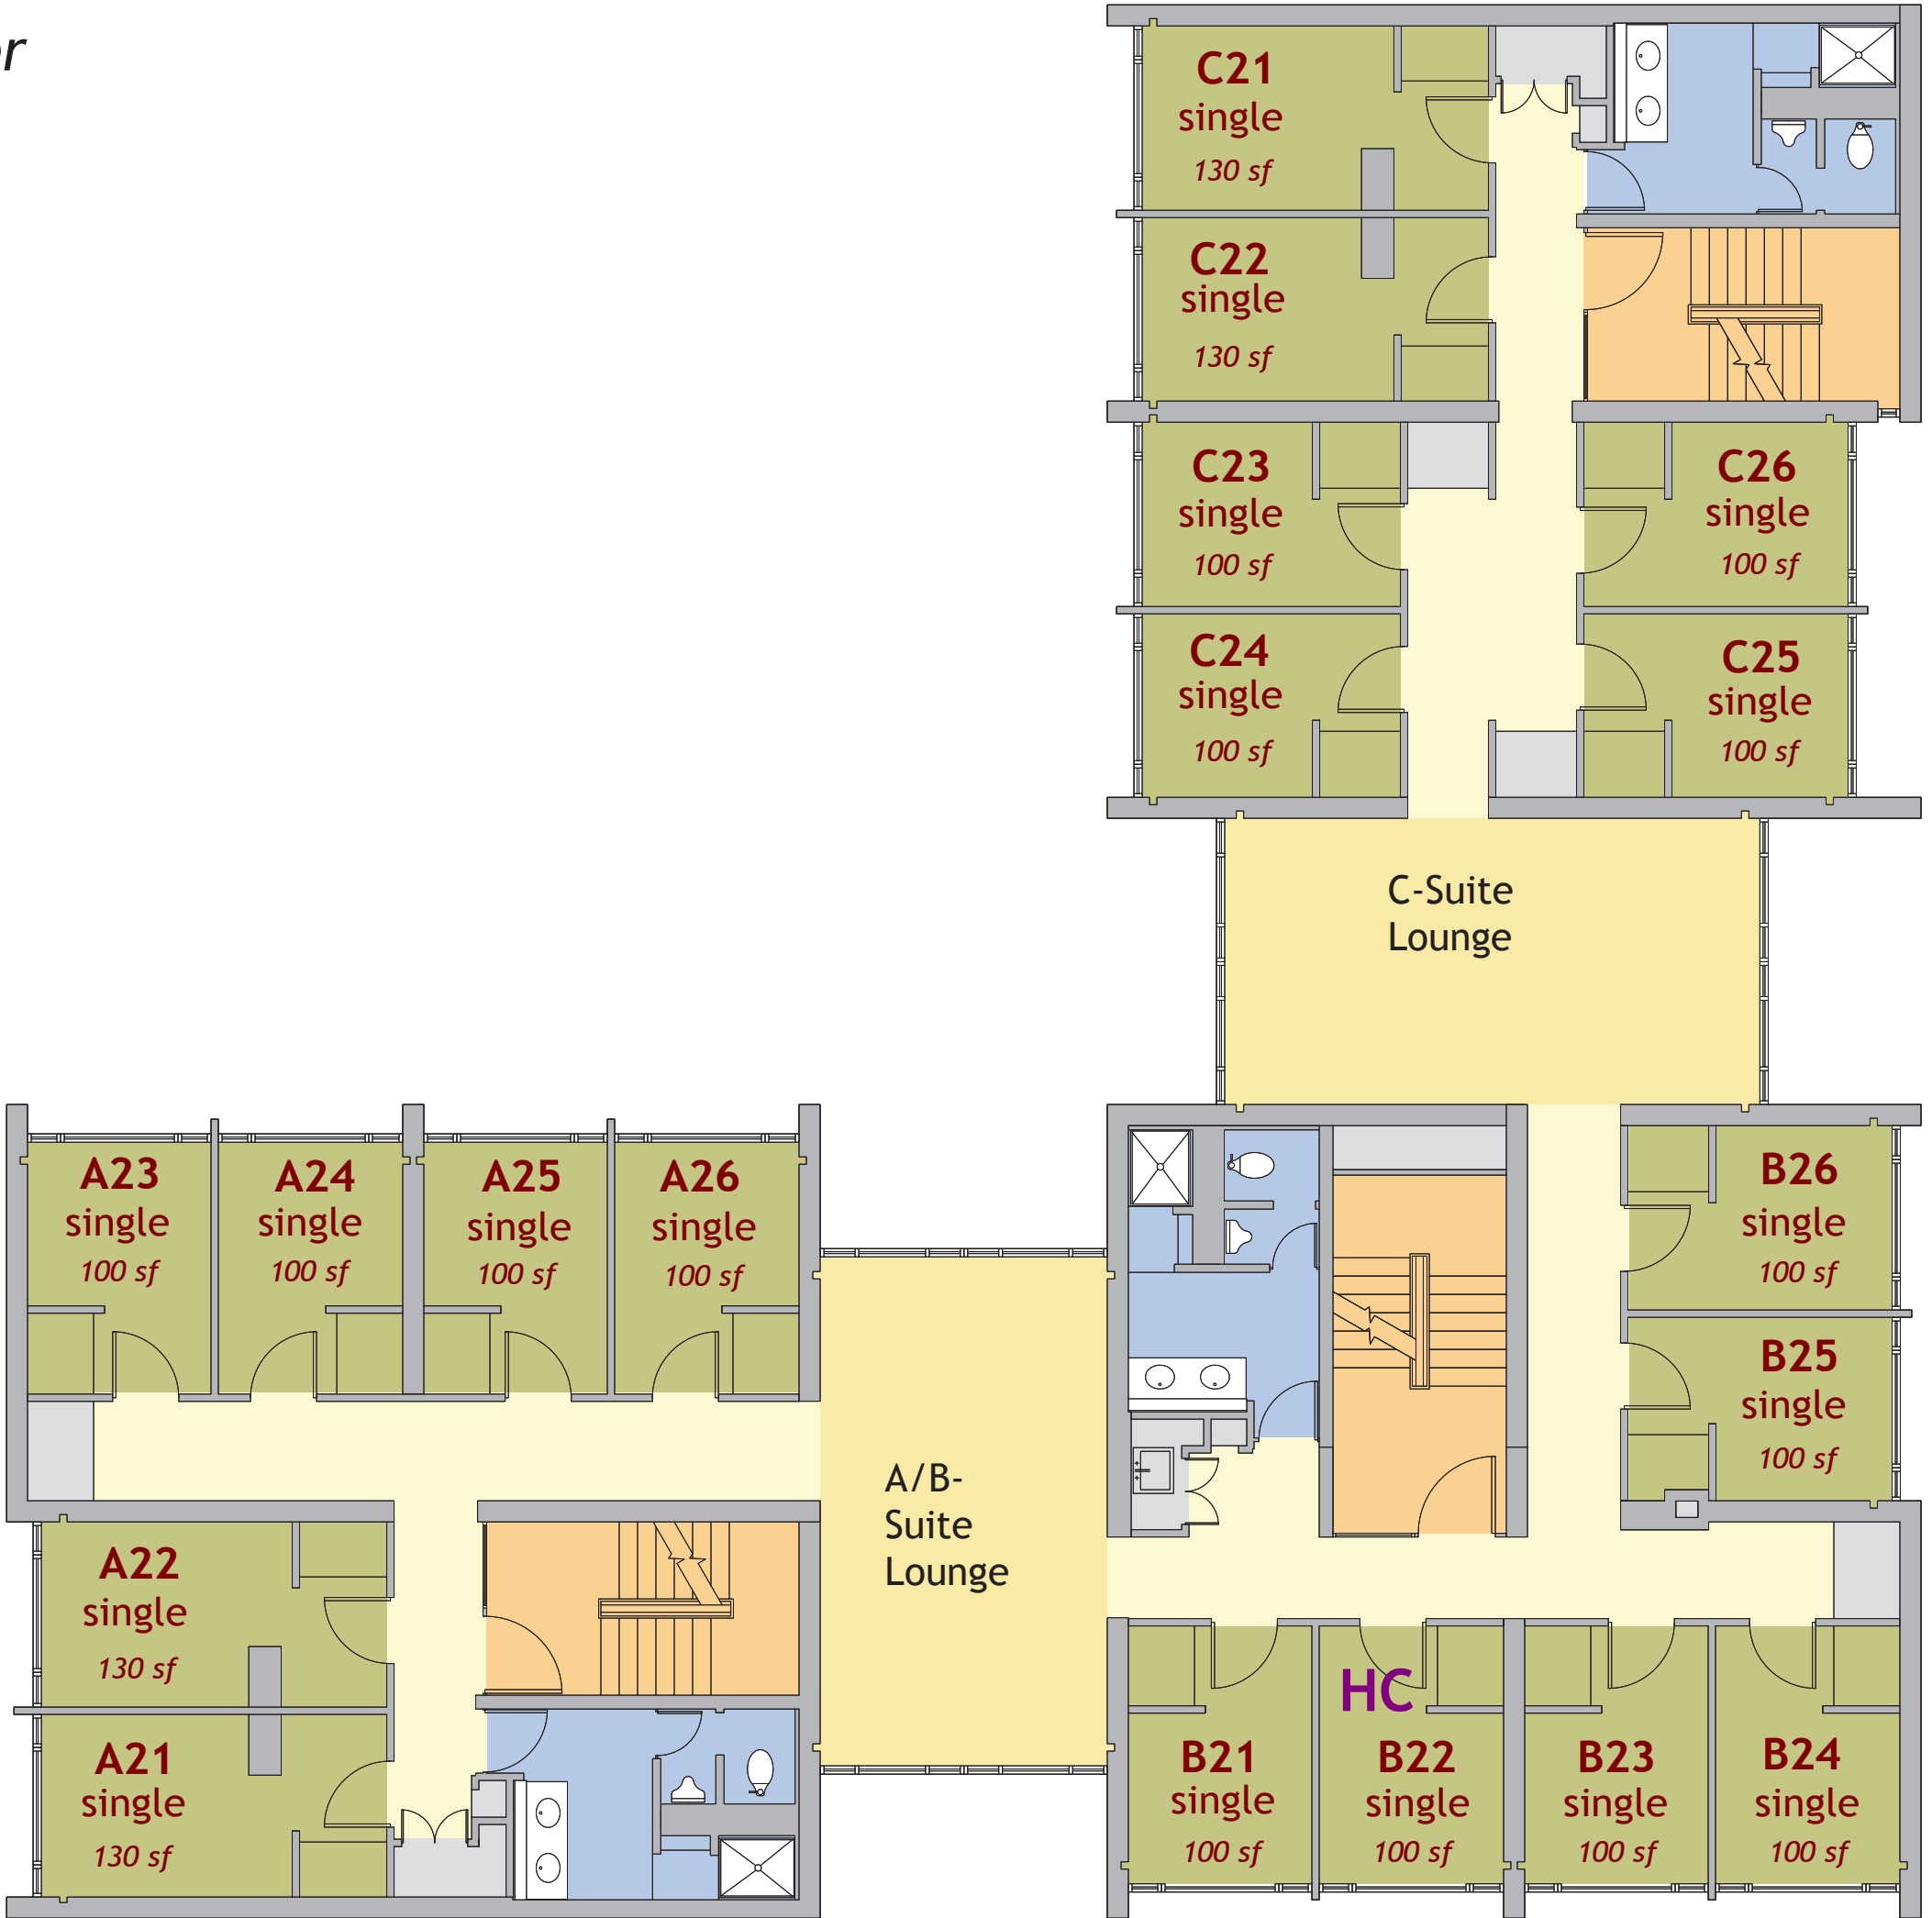 C21
single
130 sf
C22
single
130 sf
C23
single
100 sf
C26
single
100 sf
C24
single
100 sf
C25
single
100 sf
C-Suite
Lounge
A23
single
100 sf
A24
single
100 sf
A25
single
100 sf
A26
single
100 sf
B26
single
100 sf
B25
single
100 sf
A/B-
Suite
Lounge
A22
single
130 sf
A21
single
130 sf
HC
B21
single
100 sf
B22
single
100 sf
B23
single
100 sf
B24
single
100 sf